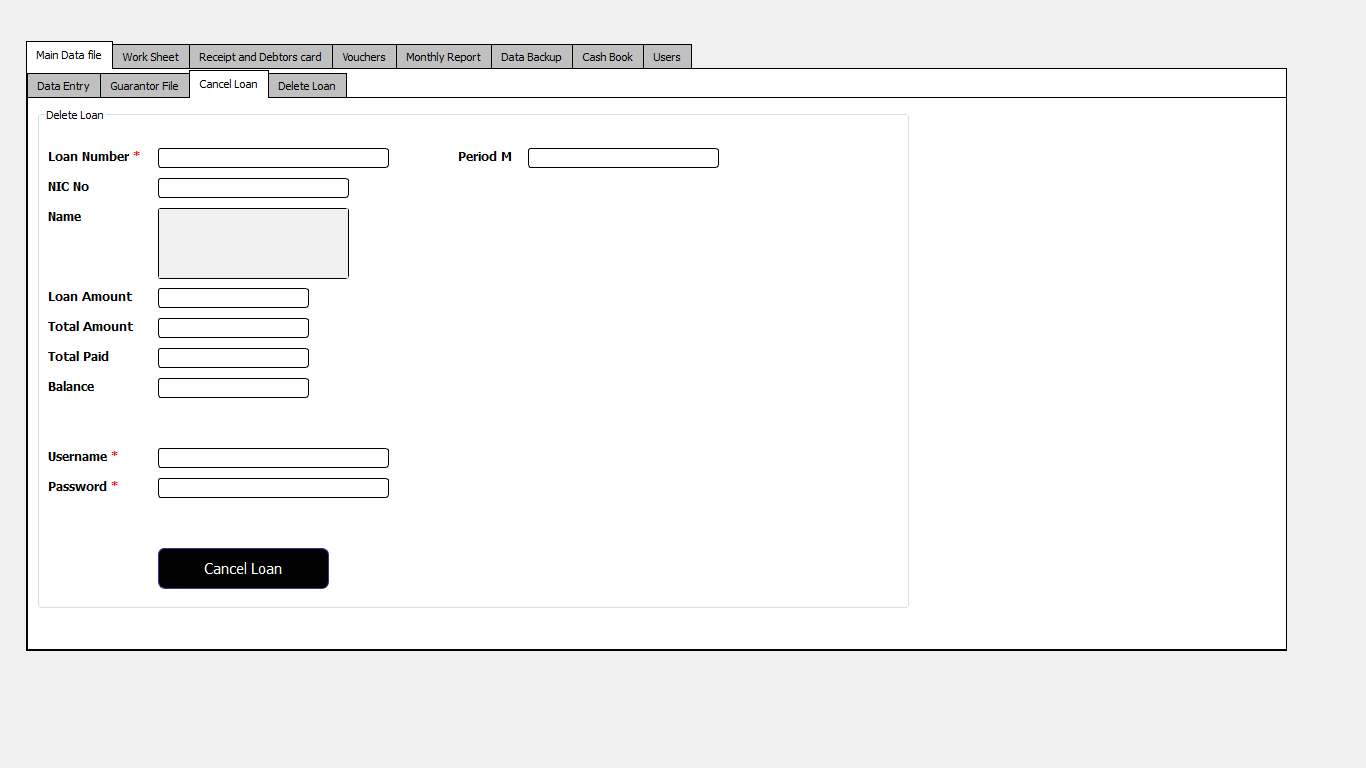 Main Data file Work Sheet Receipt and Debtors card Vouchers Monthly Report Data Backup Cash Book Users
Data Entry Guarantor File Cancel Loan Delete Loan
Delete Loan
Loan Number * Period M
NIC No
Name
Loan Amount
Total Amount
Total Paid
Balance
Username *
Password *
Cancel Loan